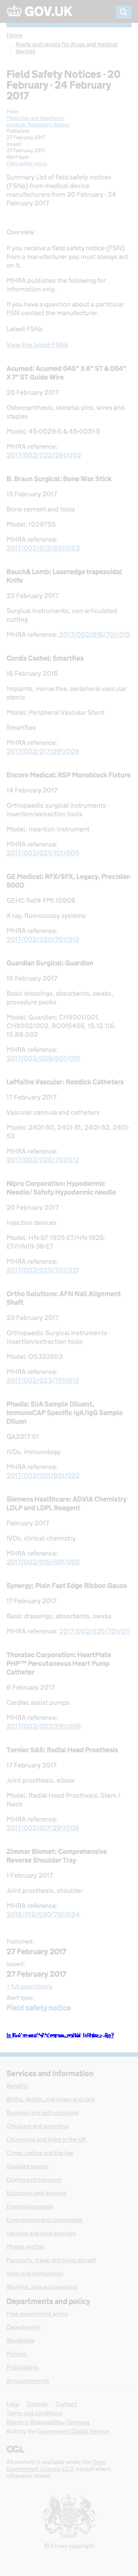 GOV.UK
Home
Alerts and recalls for drugs and medical
devices
Field Safety Notices - 20
February - 24 February
2017
From:
Medicines and Healthcare
products Regulatory Agency
Published:
27 February 2017
Issued:
27 February 2017
Alert type:
Field safety notice
Summary List of field safety notices
(FSNs) from medical device
manufacturers from 20 February - 24
February 2017
Overview
If you receive a field safety notice (FSN)
from a manufacturer you must always act
on it.
MHRA publishes the following for
information only.
If you have a question about a particular
FSN contact the manufacturer.
Latest FSNs
View the latest FSNs
Acumed: Acumed 045" X 6" ST & 054"
X 7" ST Guide Wire
20 February 2017
Osteosynthesis, skeletal pins, wires and
staples
Model: 45-0029-S & 45-0031-S
MHRA reference:
2017/002/022/291/002
B. Braun Surgical: Bone Wax Stick
15 February 2017
Bone cement and tools
Model: 1029755
MHRA reference:
2017/002/013/601/003
Bauch& Lomb: Laseredge trapezoidal
Knife
23 February 2017
Surgical Instruments, non-articulated
cutting
MHRA reference: 2017/002/016/701/015
Cordis Cashel: Smartflex
16 February 2016
Implants, non-active, peripheral vascular
stents
Model: Peripheral Vascular Stent
Smartflex
MHRA reference:
2017/002/017/291/009
Encore Medical: RSP Monoblock Fixture
14 February 2017
Orthopaedic surgical instruments -
insertion/extraction tools
Model: Insertion Instrument
MHRA reference:
2017/002/021/701/009
GE Medical: RFX/SFX, Legacy, Precision
500D
GEHC Ref# FMI 10908
X-ray, fluoroscopy systems
MHRA reference:
2017/002/020/701/013
Guardian Surgical: Guardian
16 February 2017
Basic dressings, absorbents, swabs,
procedure packs
Model: Guardian; CHX001/001,
CHX002/002, RO015456, 15.12.116,
13.88.002
MHRA reference:
2017/002/009/601/010
LeMaitre Vascular: Reddick Catheters
17 February 2017
Vascular cannula and catheters
Model: 2401-50, 2401-51, 2401-52, 2401-
53
MHRA reference:
2017/002/020/701/012
Nipro Corporation: Hypodermic
Needle/ Safety Hypodermic needle
20 February 2017
Injection devices
Model: HN-SF 1925-ET/HN-1925-
ET/HN19-38-ET
MHRA reference:
2017/002/020/701/021
Ortho Solutions: AFN Nail Alignment
Shaft
23 February 2017
Orthopaedic Surgical Instruments -
insertion/extraction tools
Model: OS333503
MHRA reference:
2017/002/023/701/013
Phadia: EliA Sample Diluent,
ImmunoCAP Specific IgA/IgG Sample
Diluen
QA2017-01
IVDs, immunology
MHRA reference:
2017/002/001/601/022
Siemens Healthcare: ADVIA Chemistry
LDLP and LDPL Reagent
February 2017
IVDs, clinical chemistry
MHRA reference:
2017/002/015/601/005
Synergy: Plain Fast Edge Ribbon Gauze
17 February 2017
Basic dressings, absorbents, swabs
MHRA reference: 2017/002/020/701/011
Thoratec Corporation: HeartMate
PHP™ Percutaneous Heart Pump
Catheter
6 February 2017
Cardiac assist pumps
MHRA reference:
2017/002/007/291/006
Tornier SAS: Radial Head Prosthesis
17 February 2017
Joint prosthesis, elbow
Model: Radial Head Prosthesis; Stem /
Neck
MHRA reference:
2017/002/017/291/008
Zimmer Biomet: Comprehensive
Reverse Shoulder Tray
1 February 2017
Joint prosthesis, shoulder
MHRA reference:
2016/012/030/701/004
Published:
27 February 2017
Issued:
27 February 2017
+ full page history
Alert type:
Field safety notice
Services and information
Benefits
Births, deaths, marriages and care
Business and self-employed
Childcare and parenting
Citizenship and living in the UK
Crime, justice and the law
Disabled people
Driving and transport
Education and learning
Employing people
Environment and countryside
Housing and local services
Money and tax
Passports, travel and living abroad
Visas and immigration
Working, jobs and pensions
Departments and policy
How government works
Departments
Worldwide
Policies
Publications
Announcements
Help Cookies Contact
Terms and conditions
Rhestr o Wasanaethau Cymraeg
Built by the Government Digital Service
OGL
All content is available under the Open
Government Licence v3.0, except where
otherwise stated
© Crown copyright